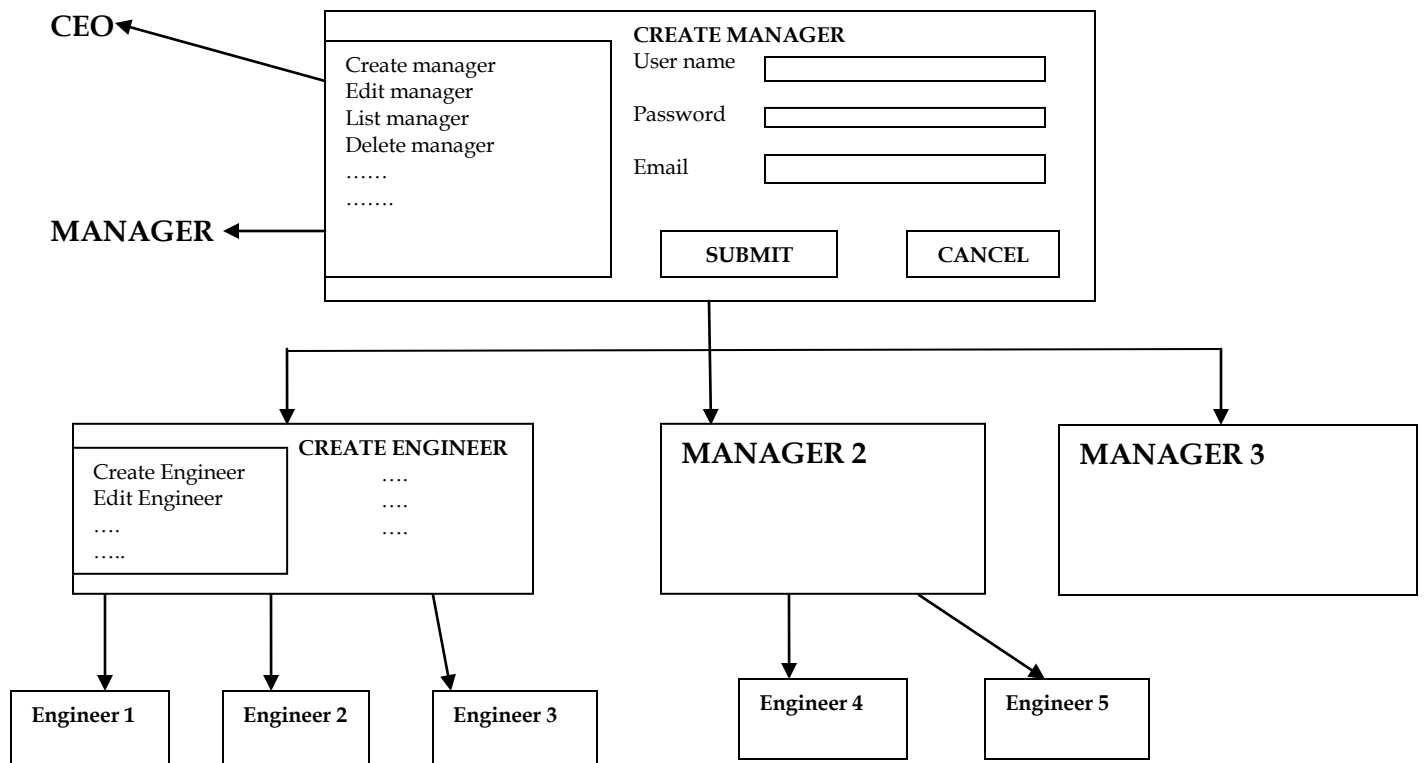 CEO
Create manager
Edit manager
List manager
Delete manager
……
…….
MANAGER
CREATE MANAGER
User name
Password
Email
SUBMIT
CANCEL
CREATE ENGINEER
Create Engineer
Edit Engineer
….
…..
….
….
….
MANAGER 2
MANAGER 3
Engineer 1
Engineer 2
Engineer 3
Engineer 4
Engineer 5